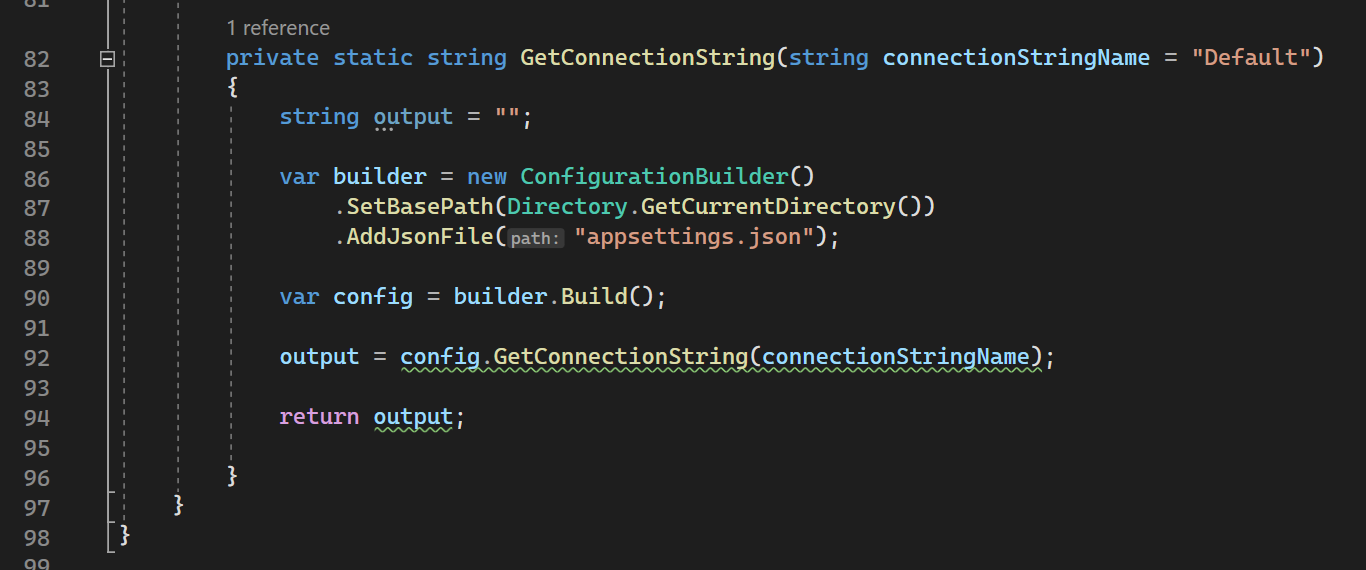 81
1 reference
82 private static string GetConnectionString(string connectionStringName = "Default")
83 {
84 string output = "";
85
86 var builder = new ConfigurationBuilder()
87 .SetBasePath(Directory.GetCurrentDirectory())
88 .AddJsonFile(path: "appsettings.json");
89
90 var config = builder.Build();
91
92 output = config.GetConnectionString(connectionStringName);
93
94 return output;
95
96 }
97 }
98 }
99